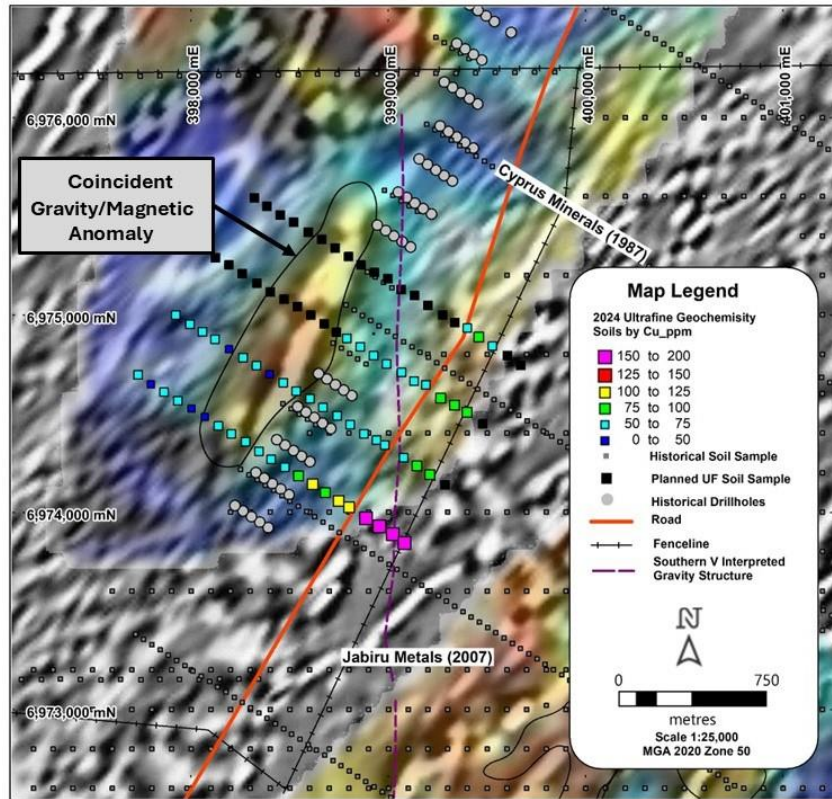 398,000 mE
399,000 mE
400,000 mE
401,000 mE
6,976,000 mN
Coincident
Gravity/Magnetic
Anomaly
Cyprus Minerals (1987)
6,975,000 mN
6,974,000 mN
Jabiru Metals (2007)
6,973,000 mN
Map Legend
2024 Ultrafine Geochemisity
Soils by Cu_ppm
150 to 200
125 to 150
100 to 125
75 to 100
50 to 75
0 to 50
Historical Soil Sample
Planned UF Soil Sample
Historical Drillholes
Road
Fenceline
Southern V Interpreted
Gravity Structure
N
0 750
metres
Scale 1:25,000
MGA 2020 Zone 50